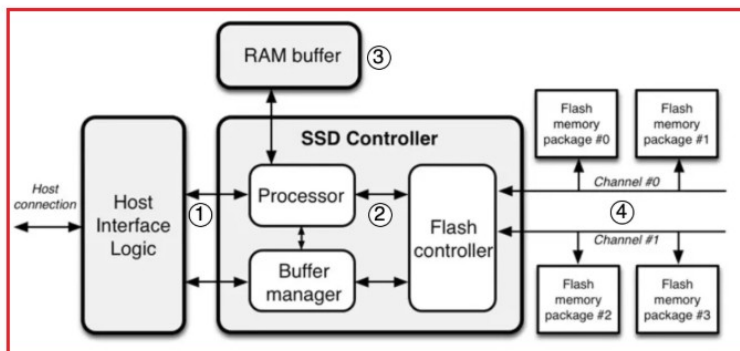 RAM buffer
③
SSD Controller
Host
connection
Host
Interface
Logic
①
Processor
②
Buffer
manager
Flash
controller
Flash
memory
package #0
Flash
memory
package #1
Channel #0
④
Channel #1
Flash
memory
package #2
Flash
memory
package #3